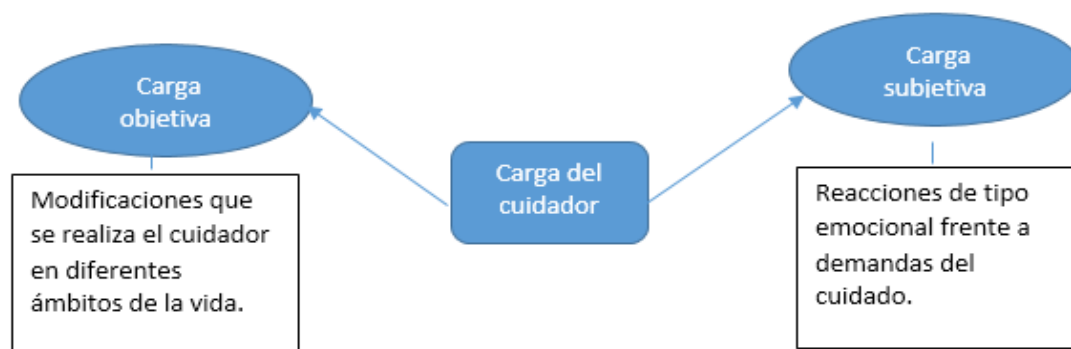 Carga
objetiva
Modificaciones que
se realiza el cuidador
en diferentes
ámbitos de la vida.
Carga del
cuidador
Carga
subjetiva
Reacciones de tipo
emocional frente a
demandas del
cuidado.